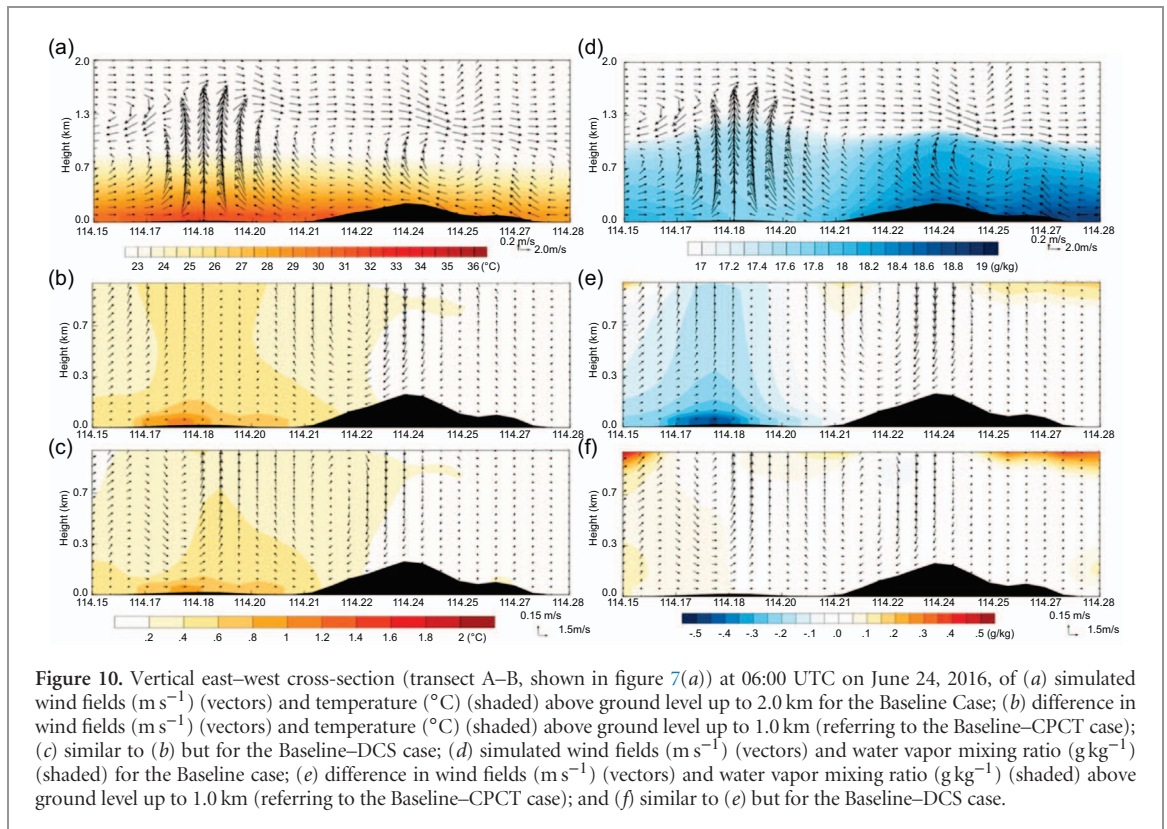 (a)
2.0
1.3
0.7
0.0
Height (km)
114.15 114.17 114.18 114.20 114.21 114.22 114.24 114.25 114.27 114.28
0.2 m/s
2.0m/s
23 24 25 26 27 28 29 30 31 32 33 34 35 36 (°C)
(d)
2.0
1.3
0.7
0.0
Height (km)
114.15 114.17 114.18 114.20 114.21 114.22 114.24 114.25 114.27 114.28
0.2 m/s
2.0m/s
17 17.2 17.4 17.6 17.8 18 18.2 18.4 18.6 18.8 19 (g/kg)
(b)
0.7
0.3
0.0
Height (km)
114.15 114.17 114.18 114.20 114.21 114.22 114.24 114.25 114.27 114.28
(e)
0.7
0.3
0.0
Height (km)
114.15 114.17 114.18 114.20 114.21 114.22 114.24 114.25 114.27 114.28
(c)
0.7
0.3
0.0
Height (km)
114.15 114.17 114.18 114.20 114.21 114.22 114.24 114.25 114.27 114.28
0.15 m/s
1.5m/s
.2 .4 .6 .8 1 1.2 1.4 1.6 1.8 2 (°C)
(f)
0.7
0.3
0.0
Height (km)
114.15 114.17 114.18 114.20 114.21 114.22 114.24 114.25 114.27 114.28
0.15 m/s
1.5m/s
-.5 -.4 -.3 -.2 -.1 .0 .1 .2 .3 .4 .5 (g/kg)
Figure 10. Vertical east–west cross-section (transect A–B, shown in figure 7(a)) at 06:00 UTC on June 24, 2016, of (a) simulated
wind fields (m s⁻¹) (vectors) and temperature (°C) (shaded) above ground level up to 2.0 km for the Baseline Case; (b) difference in
wind fields (m s⁻¹) (vectors) and temperature (°C) (shaded) above ground level up to 1.0 km (referring to the Baseline–CPCT case);
(c) similar to (b) but for the Baseline–DCS case; (d) simulated wind fields (m s⁻¹) (vectors) and water vapor mixing ratio (g kg⁻¹)
(shaded) for the Baseline case; (e) difference in wind fields (m s⁻¹) (vectors) and water vapor mixing ratio (g kg⁻¹) (shaded) above
ground level up to 1.0 km (referring to the Baseline–CPCT case); and (f) similar to (e) but for the Baseline–DCS case.